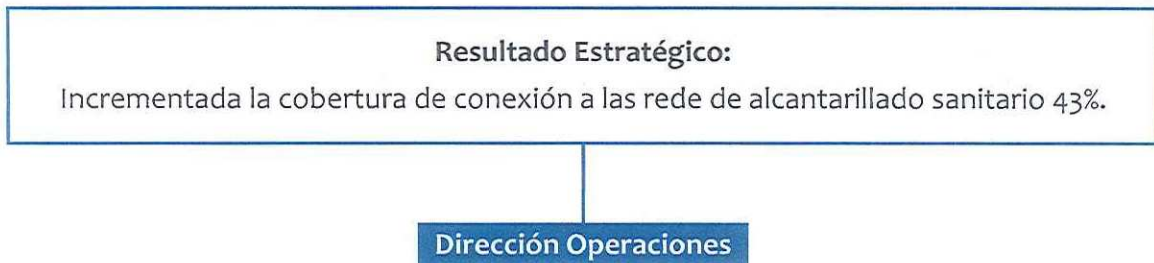 Resultado Estratégico:
Incrementada la cobertura de conexión a las rede de alcantarillado sanitario 43%.
Dirección Operaciones